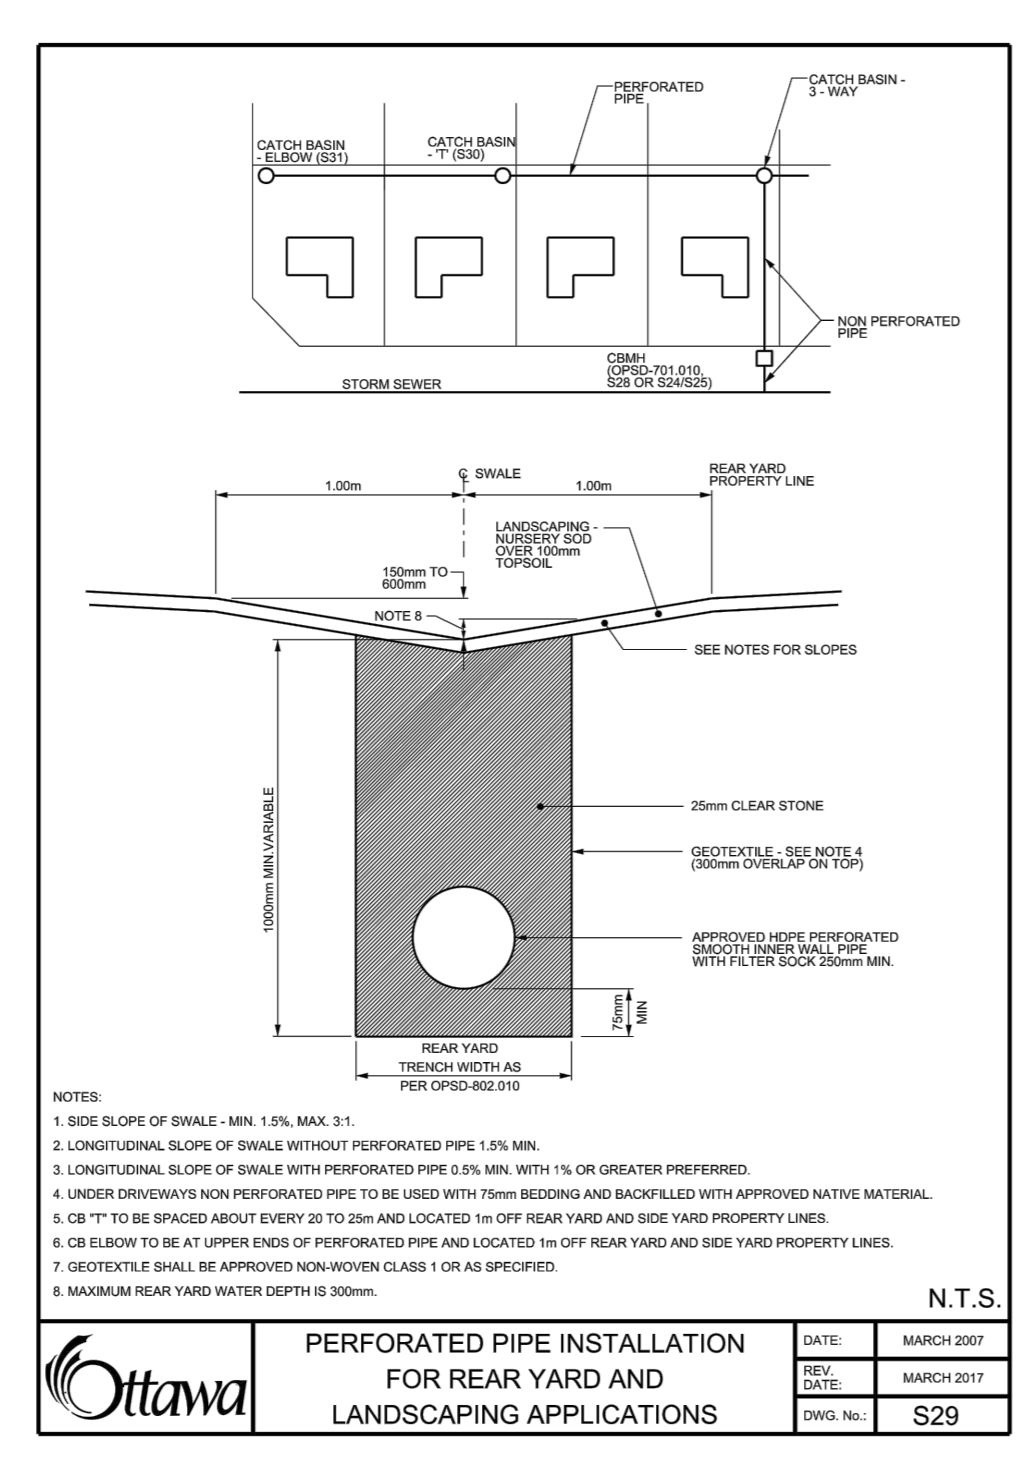 PERFORATED
PIPE
CATCH BASIN -
3 - WAY
CATCH BASIN
- ELBOW (S31)
CATCH BASIN
- 'T' (S30)
NON PERFORATED
PIPE
CBMH
(OPSD-701.010,
S28 OR S24/S25)
STORM SEWER
℄ SWALE
REAR YARD
PROPERTY LINE
1.00m
1.00m
LANDSCAPING -
NURSERY SOD
OVER 100mm
TOPSOIL
150mm TO
600mm
NOTE 8
SEE NOTES FOR SLOPES
1000mm MIN.VARIABLE
25mm CLEAR STONE
GEOTEXTILE - SEE NOTE 4
(300mm OVERLAP ON TOP)
APPROVED HDPE PERFORATED
SMOOTH INNER WALL PIPE
WITH FILTER SOCK 250mm MIN.
75mm
MIN
REAR YARD
TRENCH WIDTH AS
PER OPSD-802.010
NOTES:
1. SIDE SLOPE OF SWALE - MIN. 1.5%, MAX. 3:1.
2. LONGITUDINAL SLOPE OF SWALE WITHOUT PERFORATED PIPE 1.5% MIN.
3. LONGITUDINAL SLOPE OF SWALE WITH PERFORATED PIPE 0.5% MIN. WITH 1% OR GREATER PREFERRED.
4. UNDER DRIVEWAYS NON PERFORATED PIPE TO BE USED WITH 75mm BEDDING AND BACKFILLED WITH APPROVED NATIVE MATERIAL.
5. CB "T" TO BE SPACED ABOUT EVERY 20 TO 25m AND LOCATED 1m OFF REAR YARD AND SIDE YARD PROPERTY LINES.
6. CB ELBOW TO BE AT UPPER ENDS OF PERFORATED PIPE AND LOCATED 1m OFF REAR YARD AND SIDE YARD PROPERTY LINES.
7. GEOTEXTILE SHALL BE APPROVED NON-WOVEN CLASS 1 OR AS SPECIFIED.
8. MAXIMUM REAR YARD WATER DEPTH IS 300mm.
N.T.S.
Ottawa
PERFORATED PIPE INSTALLATION
FOR REAR YARD AND
LANDSCAPING APPLICATIONS
DATE:
MARCH 2007
REV.
DATE:
MARCH 2017
DWG. No.:
S29